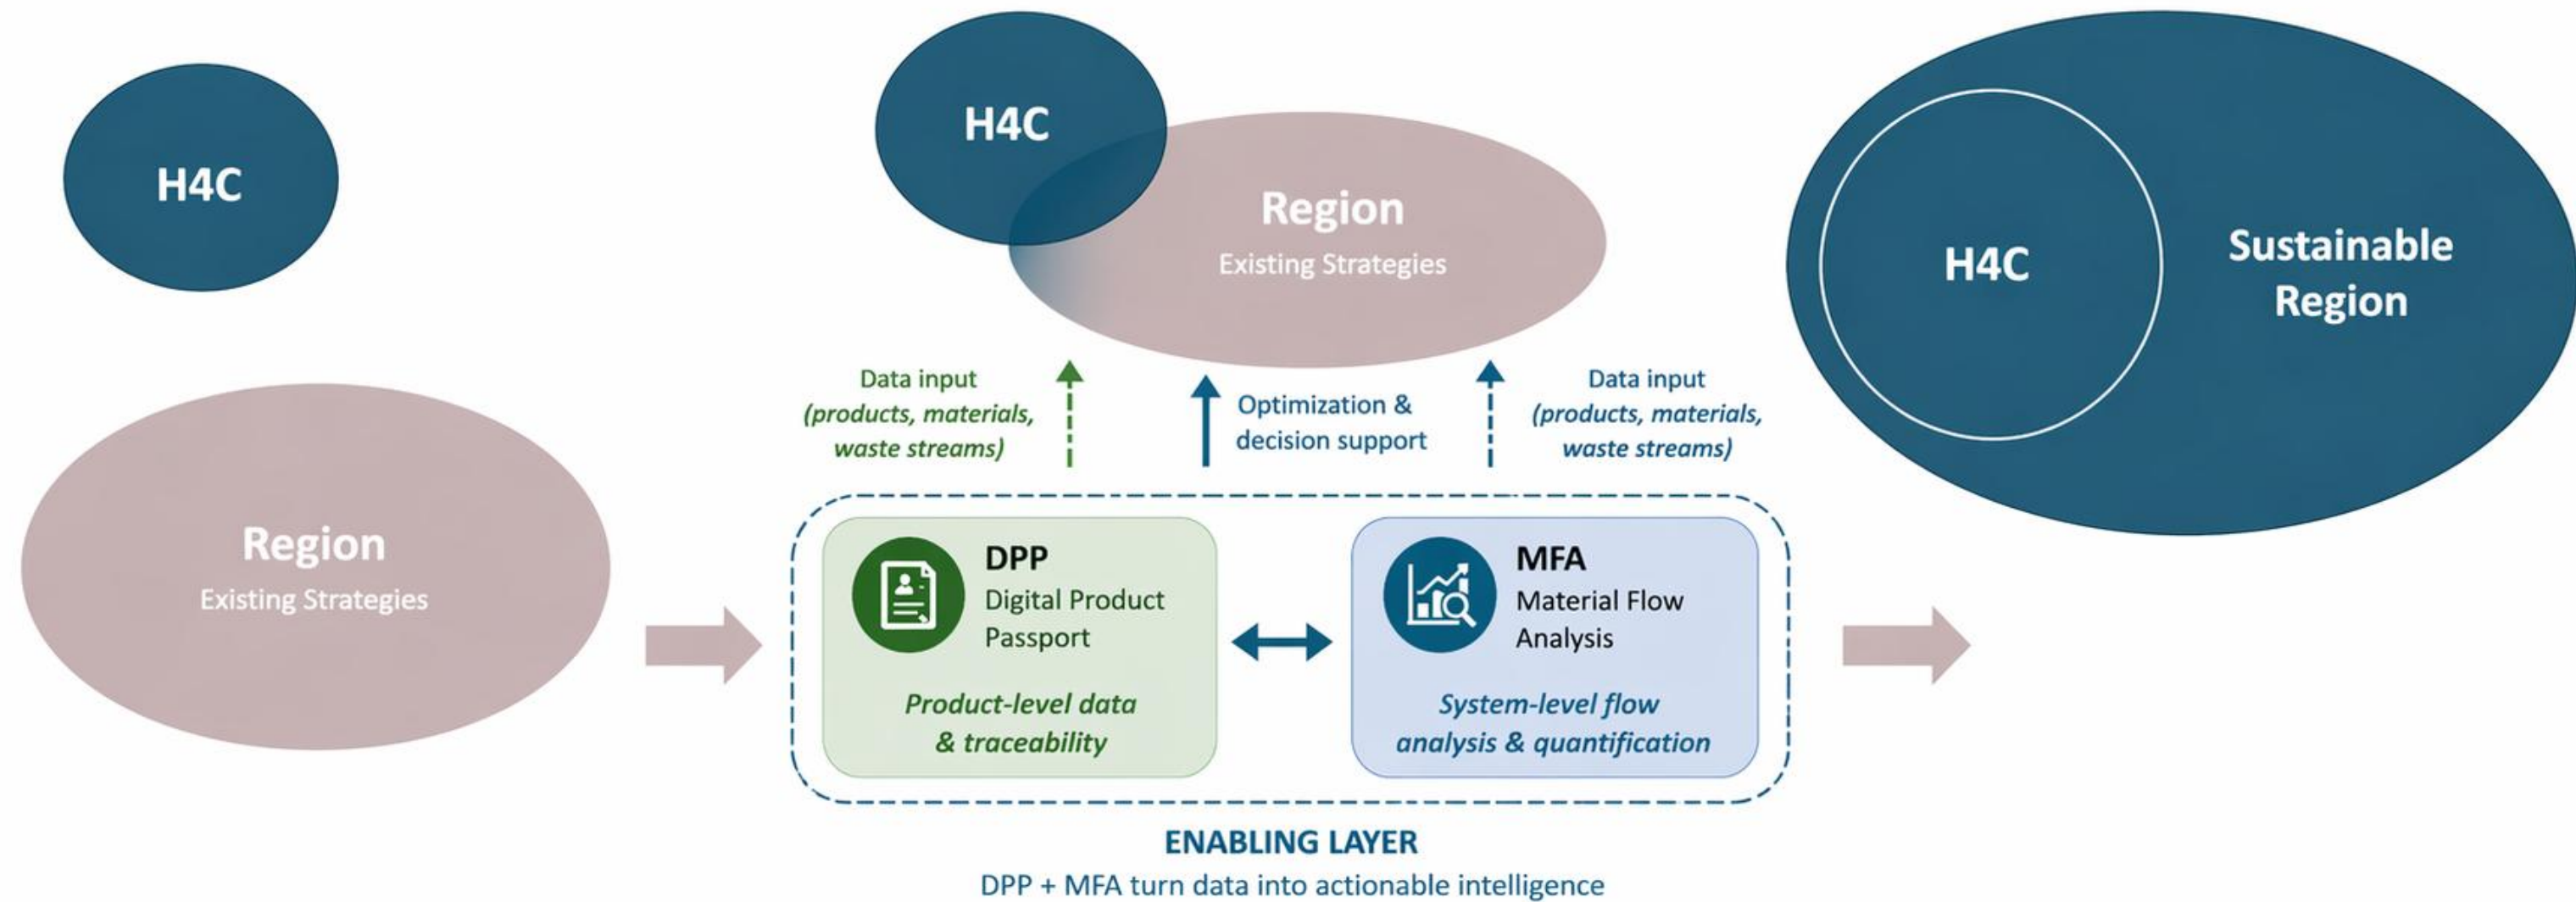 H4C
Region
Existing Strategies
H4C
Region
Existing Strategies
Data input
(products, materials,
waste streams)
Optimization &
decision support
Data input
(products, materials,
waste streams)
DPP
Digital Product
Passport
Product-level data
& traceability
MFA
Material Flow
Analysis
System-level flow
analysis & quantification
ENABLING LAYER
DPP + MFA turn data into actionable intelligence
H4C
Sustainable
Region